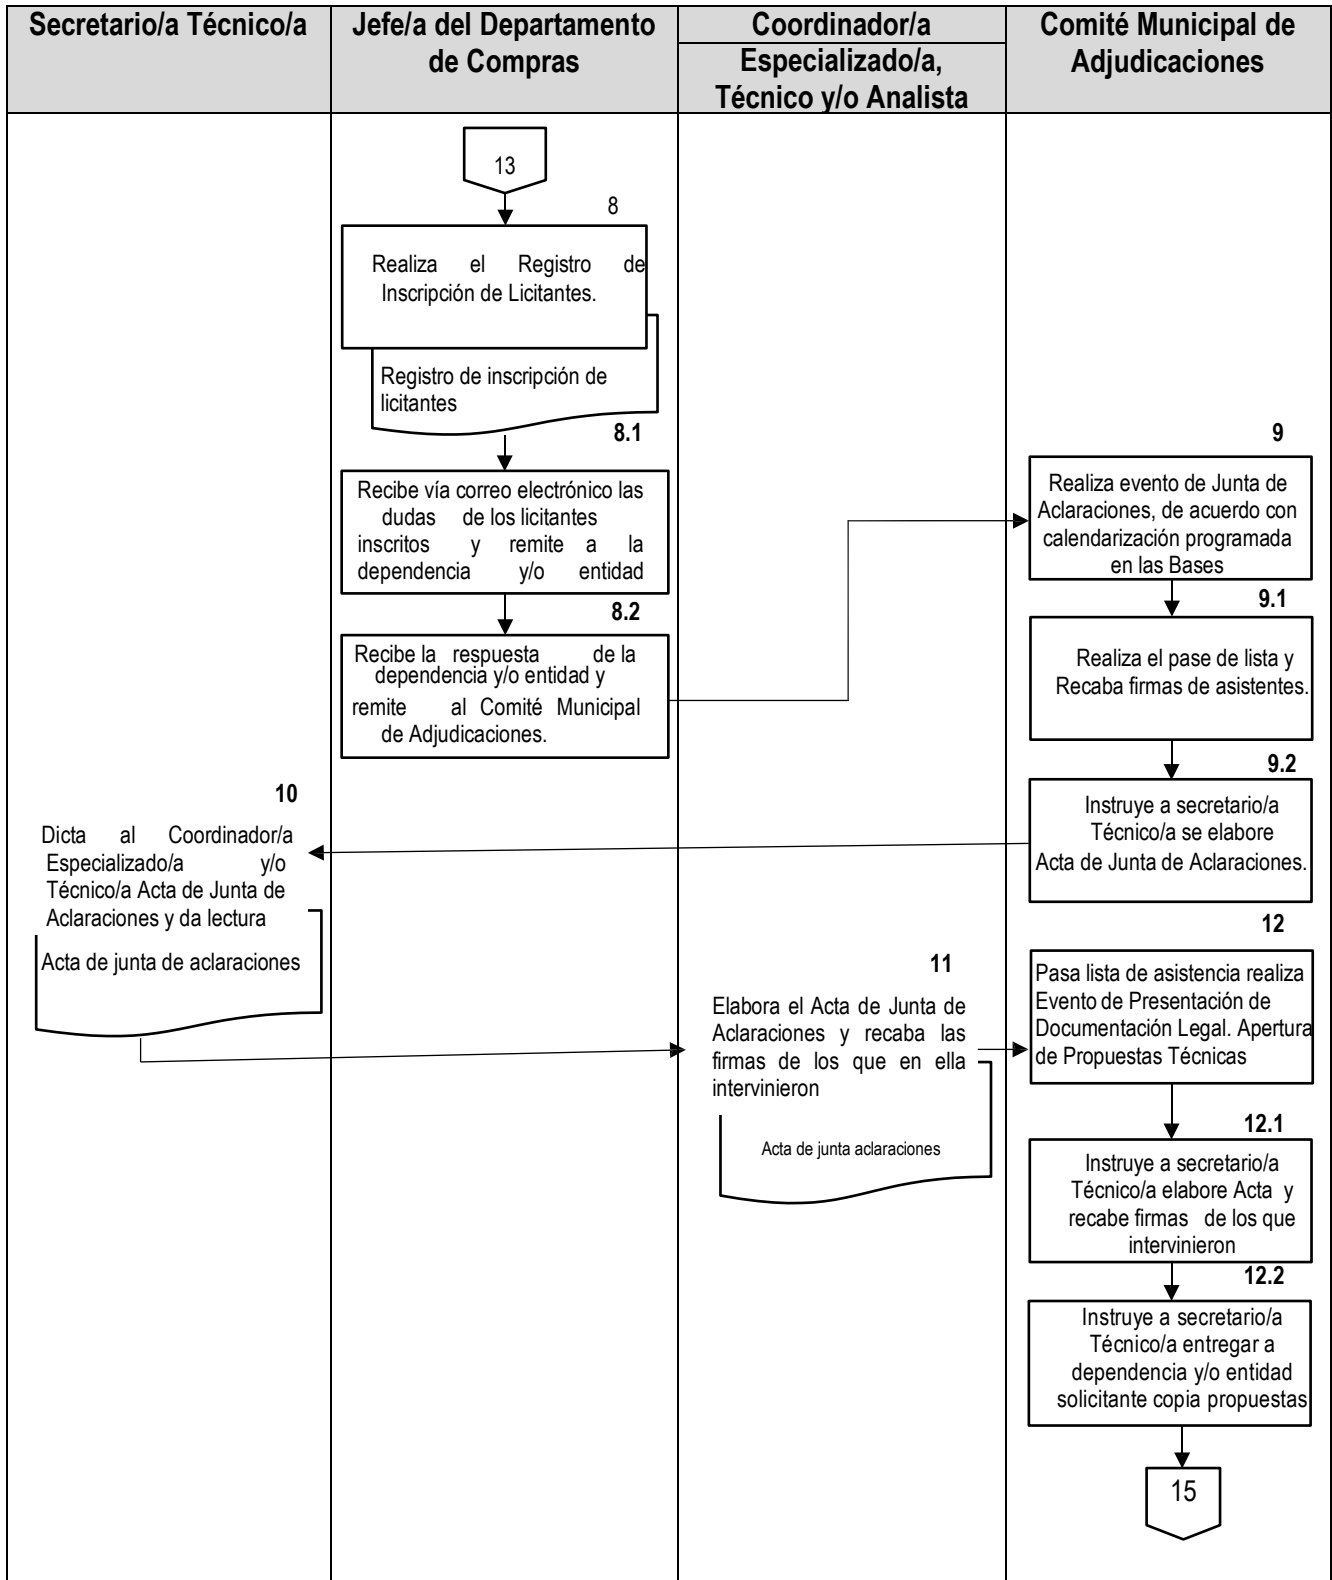 Secretario/a Técnico/a
Jefe/a del Departamento
de Compras
Coordinador/a
Especializado/a,
Técnico y/o Analista
Comité Municipal de
Adjudicaciones
13
8
Realiza el Registro de
Inscripción de Licitantes.
Registro de inscripción de
licitantes
8.1
Recibe vía correo electrónico las
dudas de los licitantes
inscritos y remite a la
dependencia y/o entidad
8.2
Recibe la respuesta de la
dependencia y/o entidad y
remite al Comité Municipal
de Adjudicaciones.
9
Realiza evento de Junta de
Aclaraciones, de acuerdo con
calendarización programada
en las Bases
9.1
Realiza el pase de lista y
Recaba firmas de asistentes.
9.2
Instruye a secretario/a
Técnico/a se elabore
Acta de Junta de Aclaraciones.
10
Dicta al Coordinador/a
Especializado/a y/o
Técnico/a Acta de Junta de
Aclaraciones y da lectura
Acta de junta de aclaraciones
11
Elabora el Acta de Junta de
Aclaraciones y recaba las
firmas de los que en ella
intervinieron
Acta de junta aclaraciones
12
Pasa lista de asistencia realiza
Evento de Presentación de
Documentación Legal. Apertura
de Propuestas Técnicas
12.1
Instruye a secretario/a
Técnico/a elabore Acta y
recabe firmas de los que
intervinieron
12.2
Instruye a secretario/a
Técnico/a entregar a
dependencia y/o entidad
solicitante copia propuestas
15